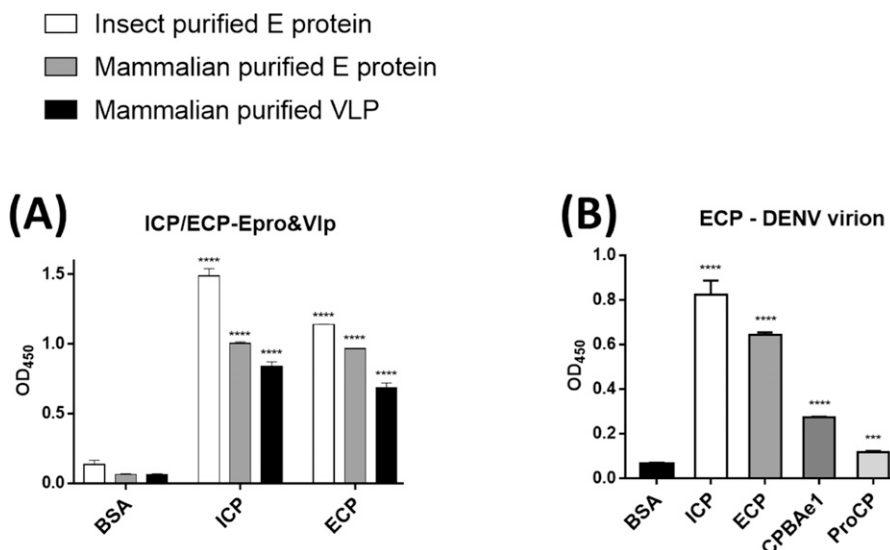 Insect purified E protein
Mammalian purified E protein
Mammalian purified VLP
(A)
ICP/ECP-Epro&Vlp
OD450
1.5
1.0
0.5
0.0
****
****
****
****
****
****
BSA
ICP
ECP
(B)
ECP - DENV virion
OD450
1.0
0.8
0.6
0.4
0.2
0.0
****
****
****
***
BSA
ICP
ECP
CPBAe1
ProCP